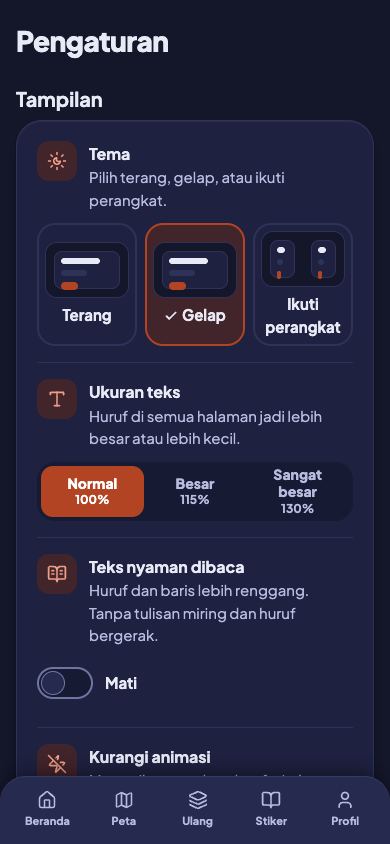 Pengaturan
Tampilan
Tema
Pilih terang, gelap, atau ikuti
perangkat.
Terang
Gelap
Ikuti
perangkat
Ukuran teks
Huruf di semua halaman jadi lebih
besar atau lebih kecil.
Normal
100%
Besar
115%
Sangat
besar
130%
Teks nyaman dibaca
Huruf dan baris lebih renggang.
Tanpa tulisan miring dan huruf
bergerak.
Mati
Kurangi animasi
Beranda
Peta
Ulang
Stiker
Profil